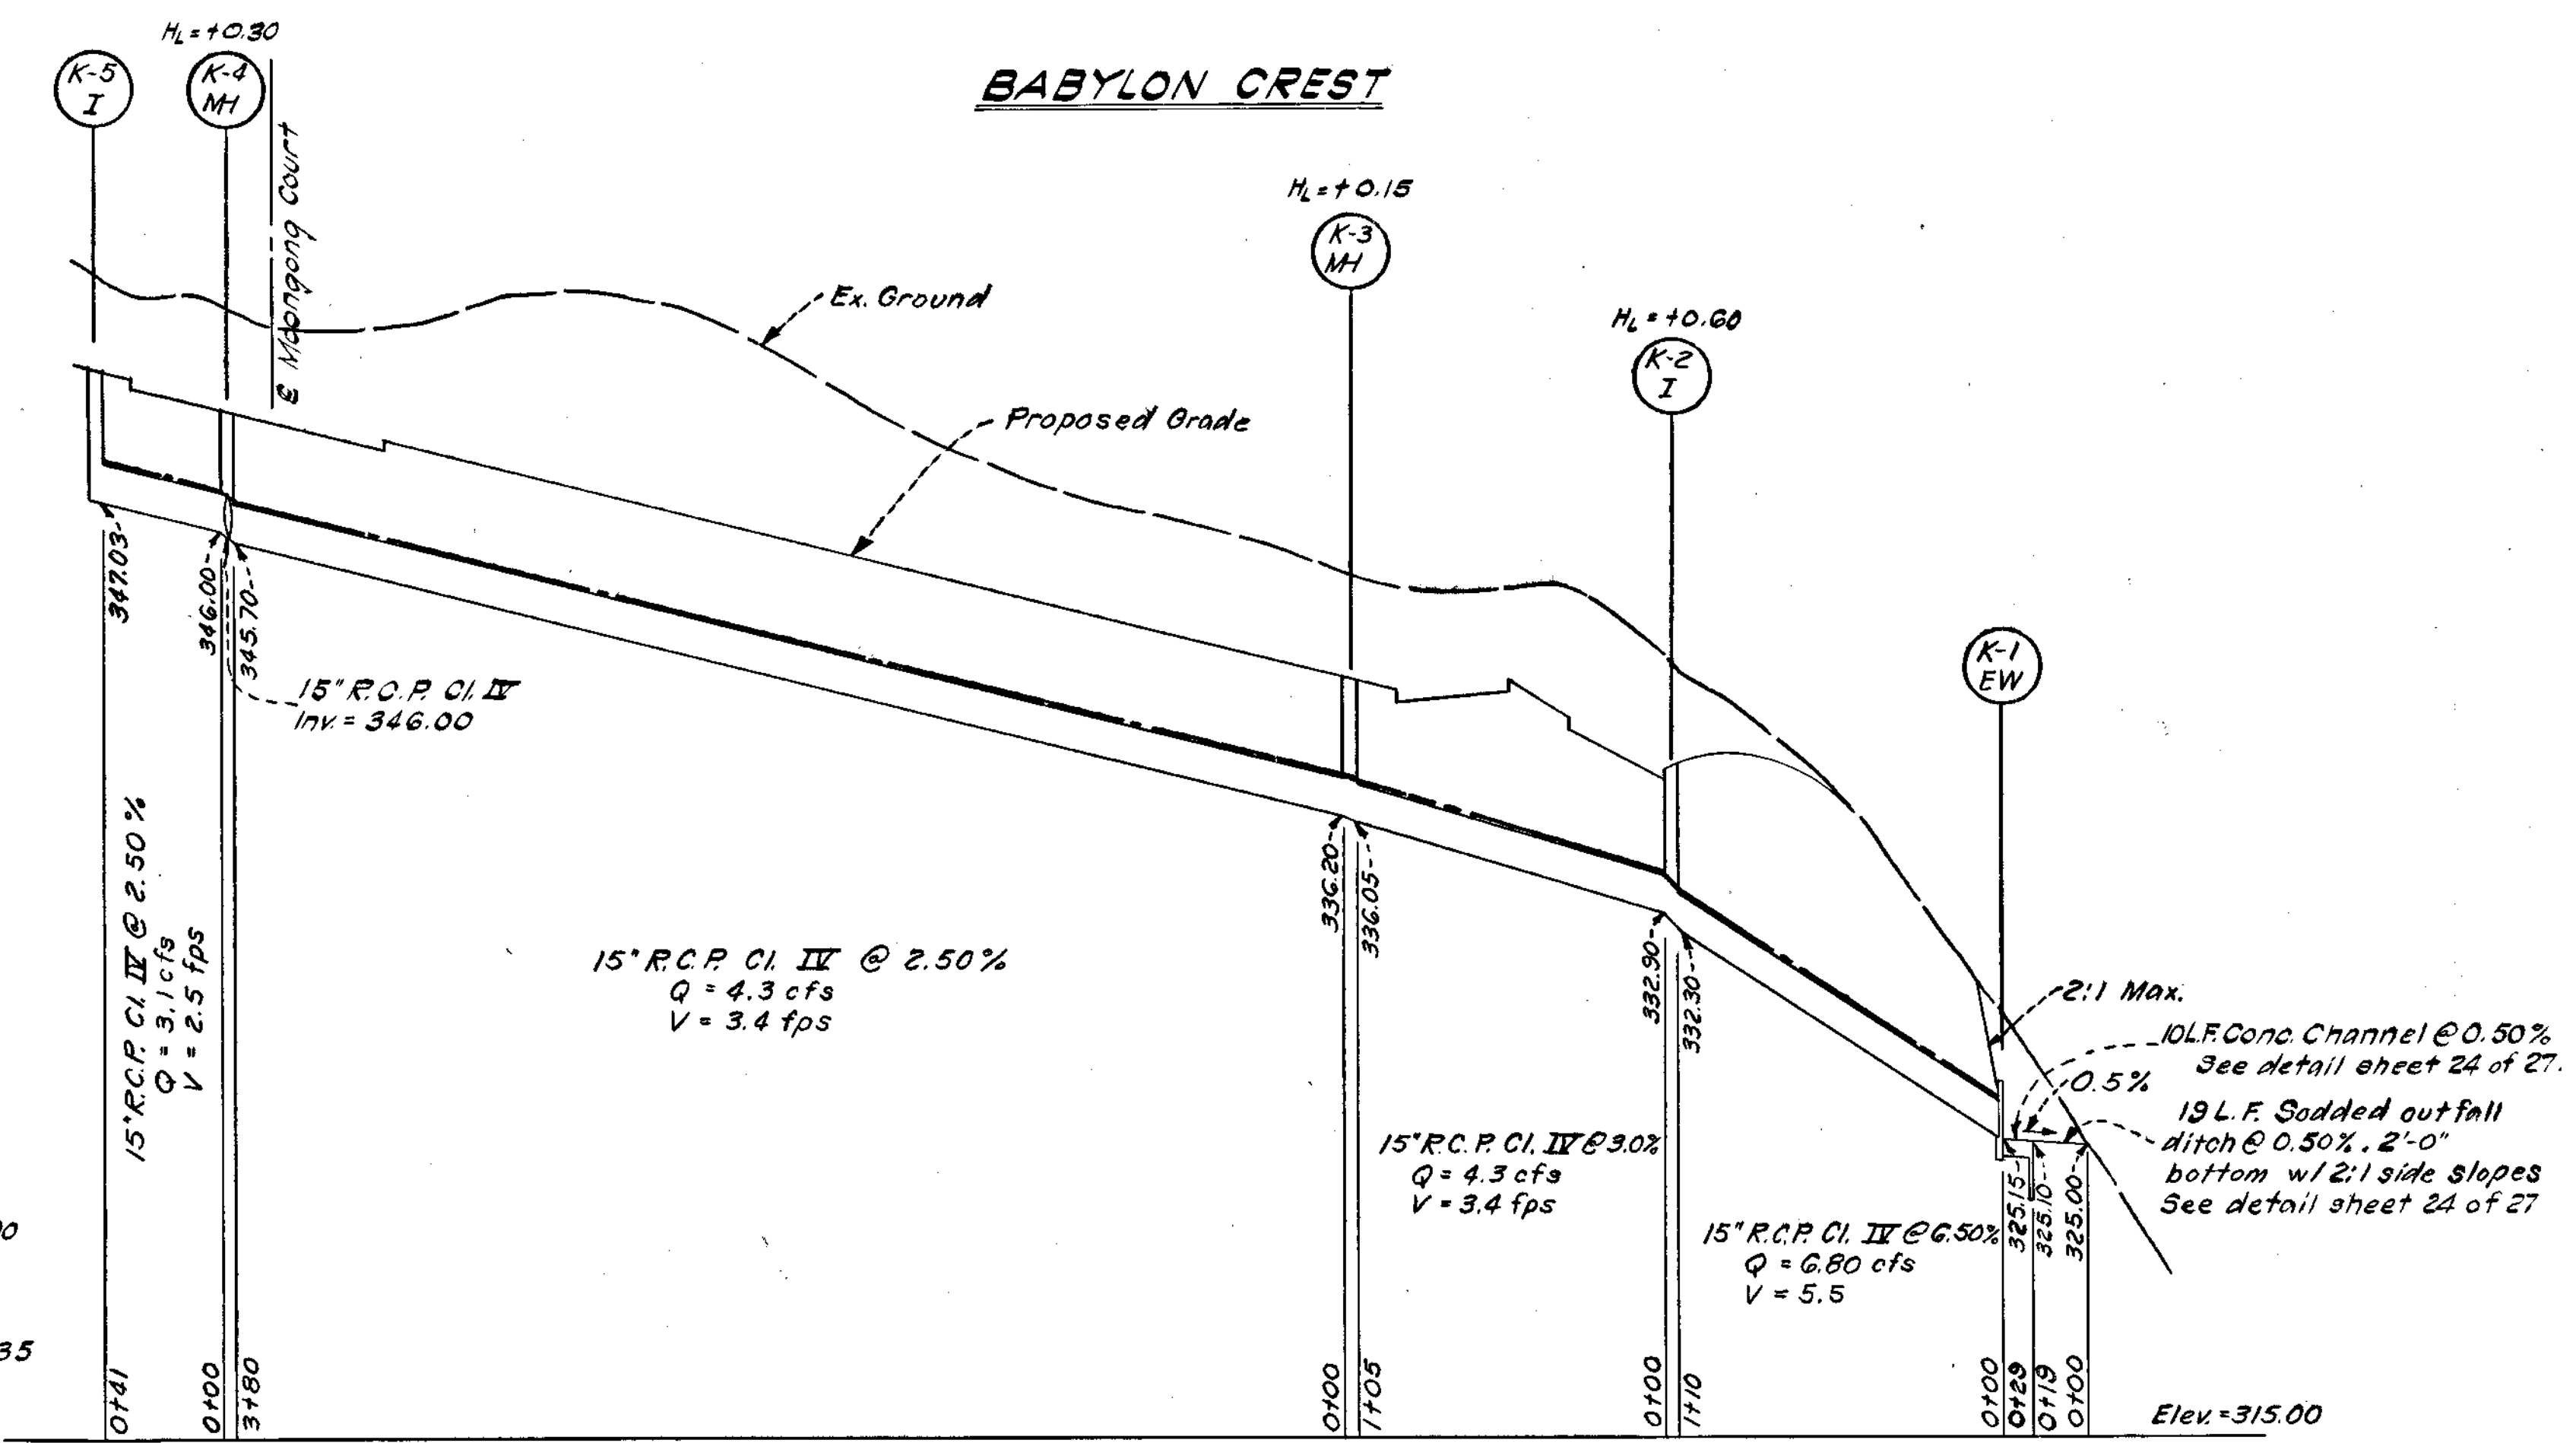 BABYLON CREST
HL = +0.30
K-5
I
K-4
MH
Moongong Court
HL = +0.15
K-3
MH
HL = +0.60
K-2
I
K-1
EW
Ex. Ground
Proposed Grade
347.03
346.00
345.70
15" R.C.P. Cl. IV
Inv. = 346.00
15" R.C.P. Cl. IV @ 2.50%
Q = 3.1 cfs
V = 2.5 fps
15" R.C.P. Cl. IV @ 2.50%
Q = 4.3 cfs
V = 3.4 fps
336.20
336.05
15" R.C.P. Cl. IV @ 3.0%
Q = 4.3 cfs
V = 3.4 fps
332.90
332.30
15" R.C.P. Cl. IV @ 6.50%
Q = 6.80 cfs
V = 5.5
2:1 Max.
10 L.F. Conc. Channel @ 0.50%
See detail sheet 24 of 27.
0.5%
19 L.F. Sodded outfall
ditch @ 0.50%. 2'-0"
bottom w/ 2:1 side slopes
See detail sheet 24 of 27
325.15
325.10
325.00
35
0+41
0+00
3+80
0+00
1+05
0+00
1+10
0+00
0+29
0+19
0+00
Elev. = 315.00